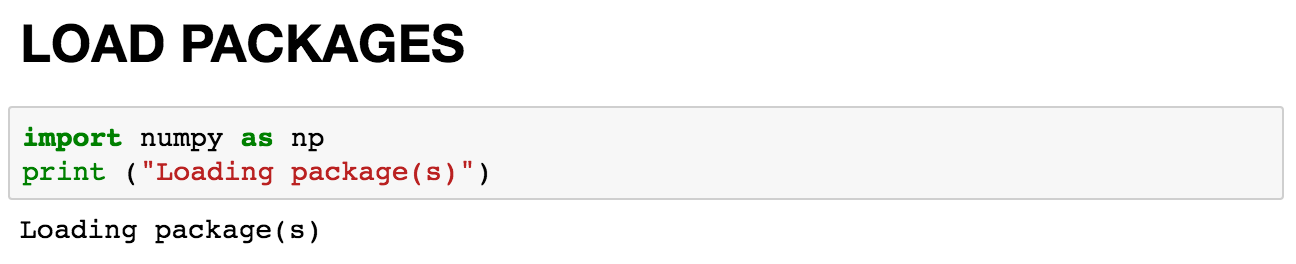 LOAD PACKAGES
import numpy as np
print ("Loading package(s)")
Loading package(s)